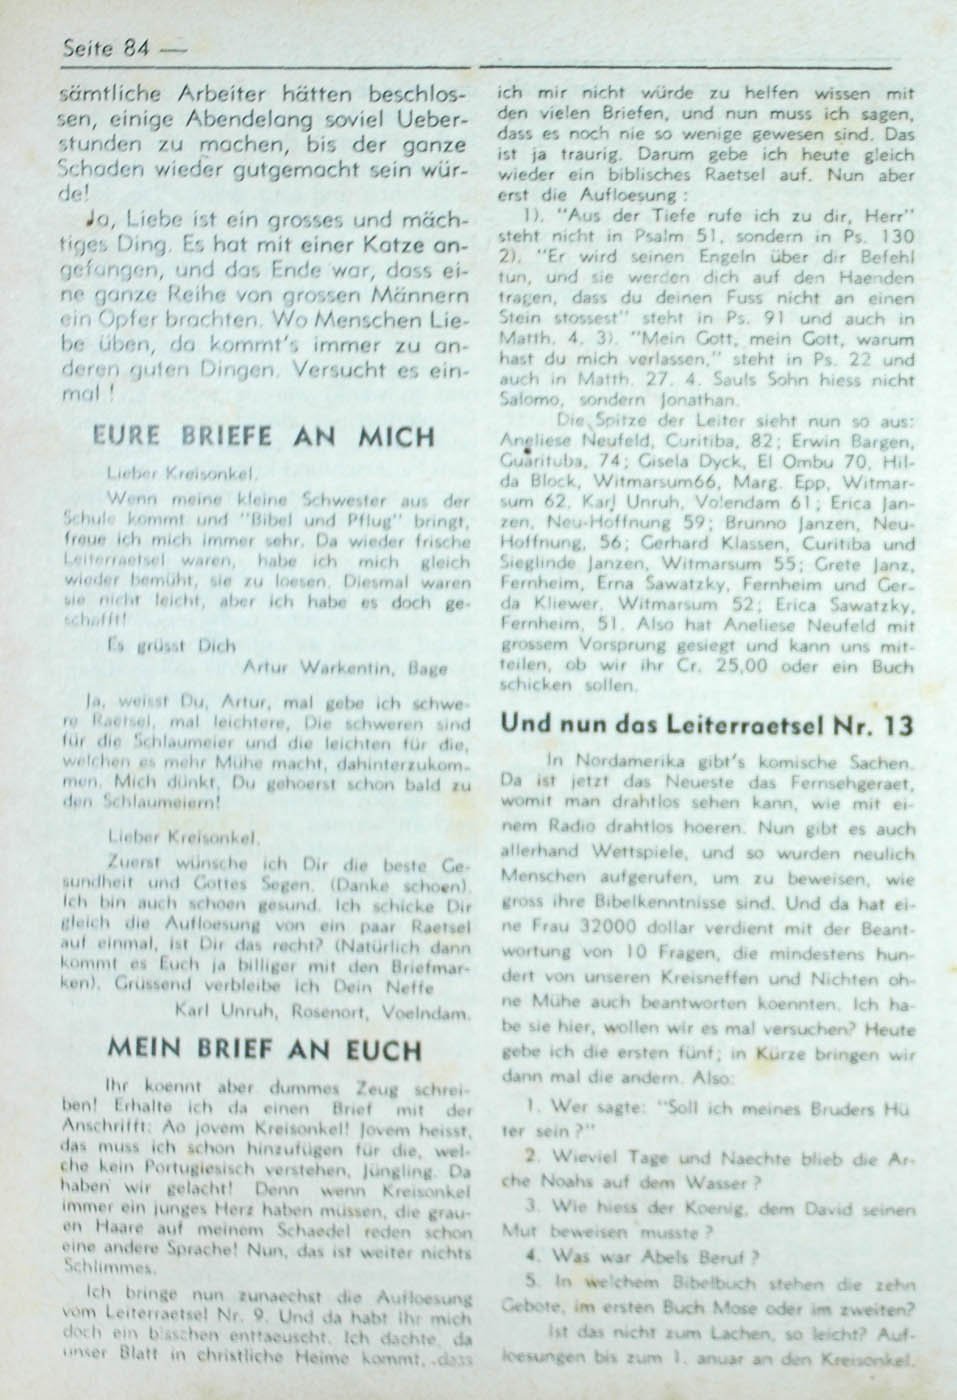 Seite 84 —
sämtliche Arbeiter hätten beschlos-
sen, einige Abendelang soviel Ueber-
stunden zu machen, bis der ganze
Schaden wieder gutgemacht sein wür-
de!
Ja, Liebe ist ein grosses und mäch-
tiges Ding. Es hat mit einer Katze an-
gefangen, und das Ende war, dass ei-
ne ganze Reihe von grossen Männern
ein Opfer brachten. Wo Menschen Lie-
be üben, da kommt's immer zu an-
deren guten Dingen. Versucht es ein-
mal !
EURE BRIEFE AN MICH
Lieber Kreisonkel.
Wenn meine kleine Schwester aus der
Schule kommt und "Bibel und Pflug" bringt,
freue ich mich immer sehr. Da wieder frische
Leiterraetsel waren, habe ich mich gleich
wieder bemüht, sie zu loesen. Diesmal waren
sie nicht leicht, aber ich habe es doch ge-
schafft!
Es grüsst Dich
Artur Warkentin, Bage
Ja, weisst Du, Artur, mal gebe ich schwe-
re Raetsel, mal leichtere, Die schweren sind
für die Schlaumeier und die leichten für die,
welchen es mehr Mühe macht, dahinterzukom-
men. Mich dünkt, Du gehoerst schon bald zu
den Schlaumeiern!
Lieber Kreisonkel.
Zuerst wünsche ich Dir die beste Ge-
sundheit und Gottes Segen. (Danke schoen).
Ich bin auch schoen gesund. Ich schicke Dir
gleich die Aufloesung von ein paar Raetsel
auf einmal, ist Dir das recht? (Natürlich dann
kommt es Euch ja billiger mit den Briefmar-
ken). Grüssend verbleibe ich Dein Neffe
Karl Unruh, Rosenort, Voelndam.
MEIN BRIEF AN EUCH
Ihr koennt aber dummes Zeug schrei-
ben! Erhalte ich da einen Brief mit der
Anschrifft: Ao jovem Kreisonkel! Jovem heisst,
das muss ich schon hinzufügen für die, wel-
che kein Portugiesisch verstehen, Jüngling. Da
haben wir gelacht! Denn wenn Kreisonkel
immer ein junges Herz haben müssen, die grau-
en Haare auf meinem Schaedel reden schon
eine andere Sprache! Nun, das ist weiter nichts
Schlimmes.
Ich bringe nun zunaechst die Aufloesung
vom Leiterraetsel Nr. 9. Und da habt ihr mich
doch ein bisschen enttaeuscht. Ich dachte, da
unser Blatt in christliche Heime kommt, dass
ich mir nicht würde zu helfen wissen mit
den vielen Briefen, und nun muss ich sagen,
dass es noch nie so wenige gewesen sind. Das
ist ja traurig. Darum gebe ich heute gleich
wieder ein biblisches Raetsel auf. Nun aber
erst die Aufloesung :
1). "Aus der Tiefe rufe ich zu dir, Herr"
steht nicht in Psalm 51, sondern in Ps. 130
2). "Er wird seinen Engeln über dir Befehl
tun, und sie werden dich auf den Haenden
tragen, dass du deinen Fuss nicht an einen
Stein stossest" steht in Ps. 91 und auch in
Matth. 4. 3). "Mein Gott, mein Gott, warum
hast du mich verlassen," steht in Ps. 22 und
auch in Matth. 27. 4. Sauls Sohn hiess nicht
Salomo, sondern Jonathan.
Die Spitze der Leiter sieht nun so aus:
Aneliese Neufeld, Curitiba, 82; Erwin Bargen,
Guarituba, 74; Gisela Dyck, El Ombu 70, Hil-
da Block, Witmarsum66, Marg. Epp, Witmar-
sum 62, Karl Unruh, Volendam 61; Erica Jan-
zen, Neu-Hoffnung 59; Brunno Janzen, Neu-
Hoffnung, 56; Gerhard Klassen, Curitiba und
Sieglinde Janzen, Witmarsum 55; Grete Janz,
Fernheim, Erna Sawatzky, Fernheim und Ger-
da Kliewer, Witmarsum 52; Erica Sawatzky,
Fernheim, 51. Also hat Aneliese Neufeld mit
grossem Vorsprung gesiegt und kann uns mit-
teilen, ob wir ihr Cr. 25,00 oder ein Buch
schicken sollen.
Und nun das Leiterraetsel Nr. 13
In Nordamerika gibt's komische Sachen.
Da ist jetzt das Neueste das Fernsehgeraet,
womit man drahtlos sehen kann, wie mit ei-
nem Radio drahtlos hoeren. Nun gibt es auch
allerhand Wettspiele, und so wurden neulich
Menschen aufgerufen, um zu beweisen, wie
gross ihre Bibelkenntnisse sind. Und da hat ei-
ne Frau 32000 dollar verdient mit der Beant-
wortung von 10 Fragen, die mindestens hun-
dert von unseren Kreisneffen und Nichten oh-
ne Mühe auch beantworten koennten. Ich ha-
be sie hier, wollen wir es mal versuchen? Heute
gebe ich die ersten fünf; in Kürze bringen wir
dann mal die andern. Also:
1. Wer sagte: "Soll ich meines Bruders Hü
ter sein ?"
2. Wieviel Tage und Naechte blieb die Ar-
che Noahs auf dem Wasser ?
3. Wie hiess der Koenig, dem David seinen
Mut beweisen musste ?
4. Was war Abels Beruf ?
5. In welchem Bibelbuch stehen die zehn
Gebote, im ersten Buch Mose oder im zweiten?
Ist das nicht zum Lachen, so leicht? Auf-
loesungen bis zum 1. anuar an den Kreisonkel.